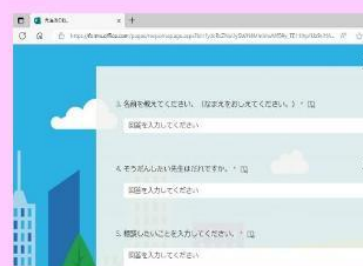 3. 名前を教えてください。(なまえをおしえてください。) *
回答を入力してください
4. そうだんしたい先生はだれですか。 *
回答を入力してください
5. 相談したいことを入力してください。 *
回答を入力してください